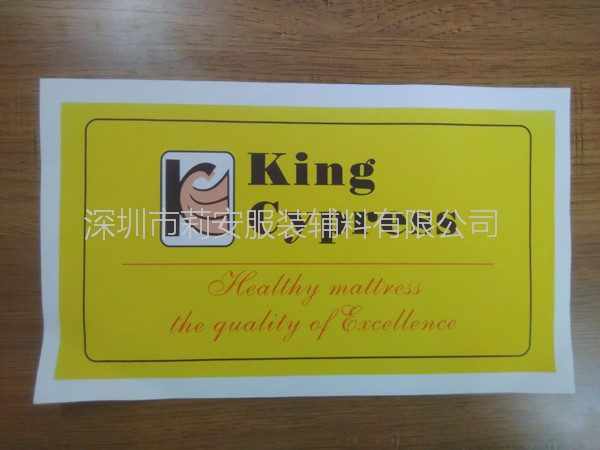 King
Cypress
深圳市莉安服装辅料有限公司
Healthy mattress
the quality of Excellence